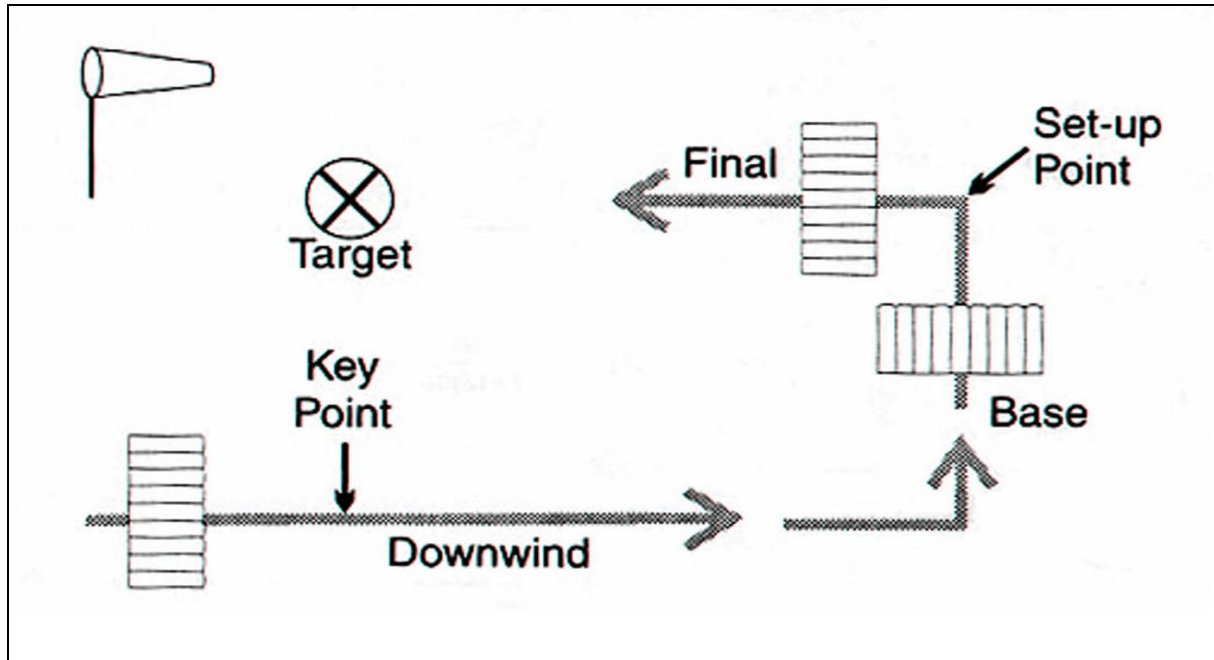 Set-up
Point
Final
Target
Key
Point
Base
Downwind